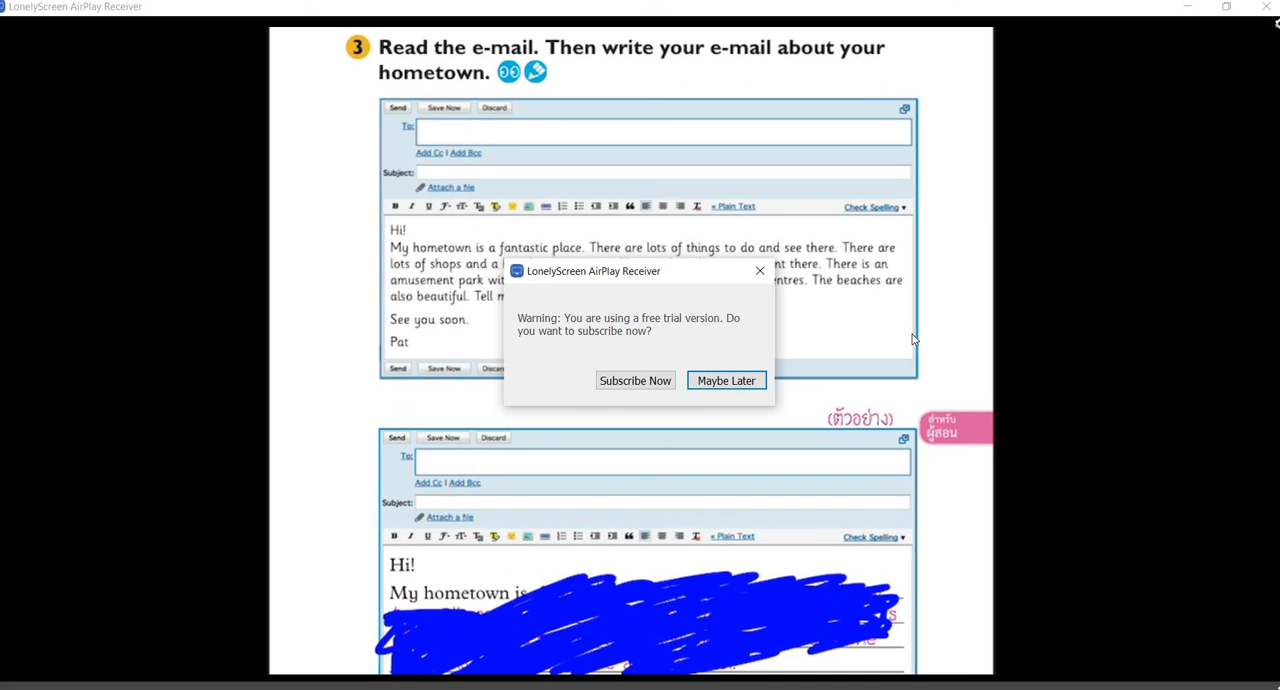 LonelyScreen AirPlay Receiver
3 Read the e-mail. Then write your e-mail about your
hometown.
Send Save Now Discard
To:
Add Cc | Add Bcc
Subject:
Attach a file
B I U « Plain Text Check Spelling ▾
Hi!
My hometown is a fantastic place. There are lots of things to do and see there. There are
lots of shops and a nt there. There is an
amusement park wit entres. The beaches are
also beautiful. Tell m
See you soon.
Pat
Send Save Now Discar
LonelyScreen AirPlay Receiver
Warning: You are using a free trial version. Do
you want to subscribe now?
Subscribe Now Maybe Later
(ตัวอย่าง)
สำหรับ
ผู้สอน
Send Save Now Discard
To:
Add Cc | Add Bcc
Subject:
Attach a file
B I U « Plain Text Check Spelling ▾
Hi!
My hometown is